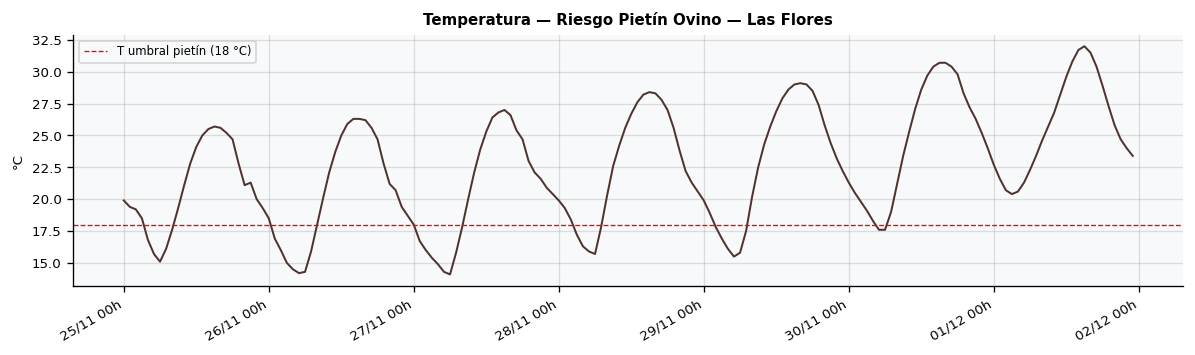 Temperatura — Riesgo Pietín Ovino — Las Flores
T umbral pietín (18 °C)
°C
32.5
30.0
27.5
25.0
22.5
20.0
17.5
15.0
25/11 00h
26/11 00h
27/11 00h
28/11 00h
29/11 00h
30/11 00h
01/12 00h
02/12 00h